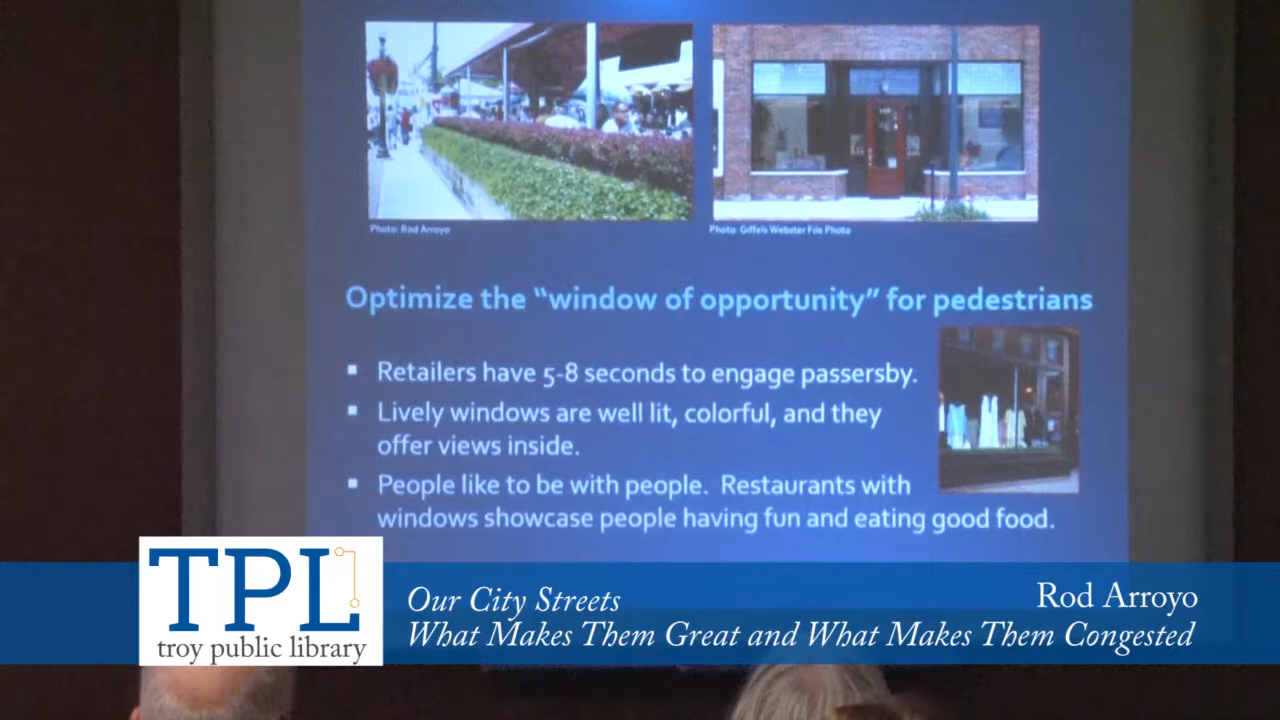 Photo: Rod Arroyo
Photo: Giffels Webster File Photo
Optimize the “window of opportunity” for pedestrians
▪ Retailers have 5-8 seconds to engage passersby.
▪ Lively windows are well lit, colorful, and they
offer views inside.
▪ People like to be with people. Restaurants with
windows showcase people having fun and eating good food.
TPL
troy public library
Our City Streets
Rod Arroyo
What Makes Them Great and What Makes Them Congested